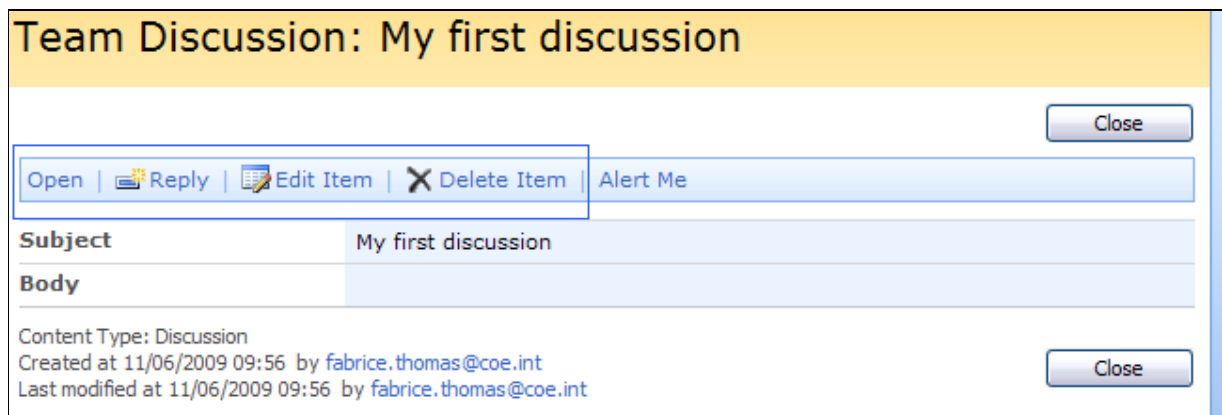 Team Discussion: My first discussion
Close
Open | Reply | Edit Item | Delete Item | Alert Me
Subject My first discussion
Body
Content Type: Discussion
Created at 11/06/2009 09:56 by fabrice.thomas@coe.int
Close
Last modified at 11/06/2009 09:56 by fabrice.thomas@coe.int